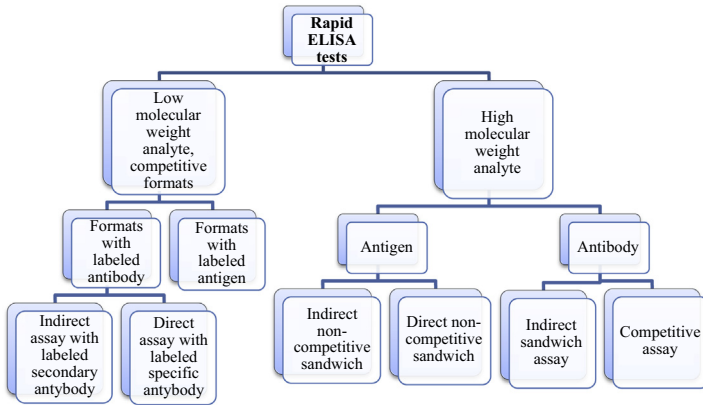 Rapid
ELISA
tests
Low
molecular
weight
analyte,
competitive
formats
High
molecular
weight
analyte
Formats
with
labeled
antibody
Formats
with
labeled
antigen
Antigen
Antibody
Indirect
assay with
labeled
secondary
antybody
Direct
assay with
labeled
specific
antybody
Indirect
non-
competitive
sandwich
Direct non-
competitive
sandwich
Indirect
sandwich
assay
Competitive
assay